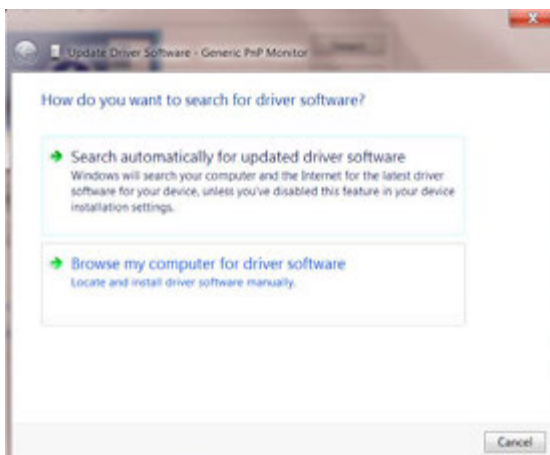 Update Driver Software - Generic PnP Monitor
How do you want to search for driver software?
Search automatically for updated driver software
Windows will search your computer and the Internet for the latest driver
software for your device, unless you've disabled this feature in your device
installation settings.
Browse my computer for driver software
Locate and install driver software manually.
Cancel